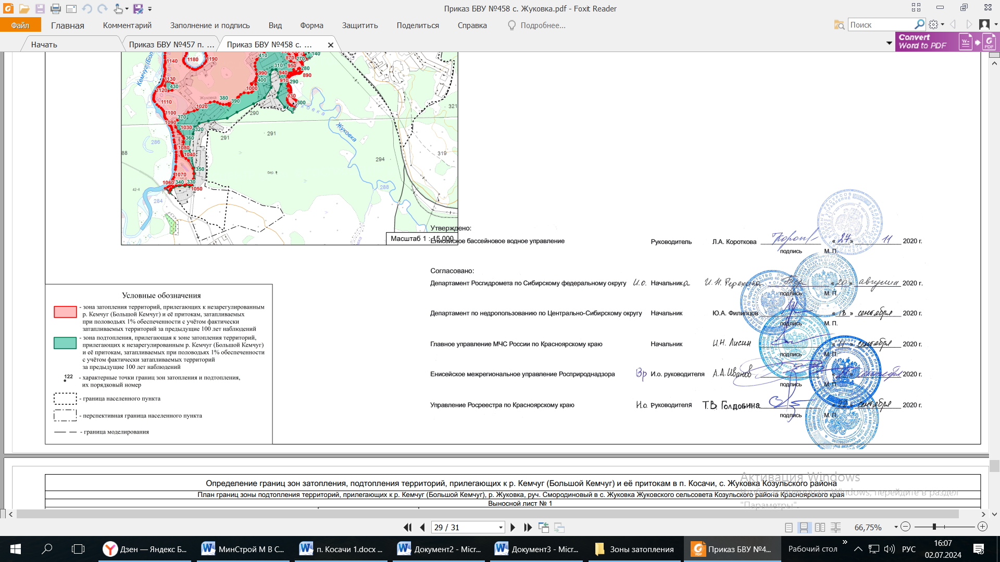 Приказ БВУ №458 с. Жуковка.pdf - Foxit Reader
Файл Главная Комментарий Заполнение и подпись Вид Форма Защитить Поделиться Справка Подробнее... Поиск
Начать Приказ БВУ №457 п. ... Приказ БВУ №458 с. ...
Convert
Word to PDF
1140 1180 1190 410 870 270 140
310 950 280
1130 990 940 890
430 400 910 290
1120 1000 930
Жуковка 380 390
1110 1020 300
1100 290 321
370
1090 1030 320
360 291 291 Жуковка
286
1080
88 1040 294 319
350
бер.
1070
1060 340 330 288
42-4 1050
284
Масштаб 1 : 15 000
Утверждено:
Енисейское бассейновое водное управление Руководитель Л.А. Короткова «27» 11 2020 г.
подпись М. П.
Согласовано:
Департамент Росгидромета по Сибирскому федеральному округу И.о. Начальника «20» августа 2020 г.
подпись М. П.
Департамент по недропользованию по Центрально-Сибирскому округу Начальник Ю.А. Филипцов «18» сентября 2020 г.
подпись М. П.
Главное управление МЧС России по Красноярскому краю Начальник И.Н. Лисин сентября 2020 г.
подпись М. П.
Енисейское межрегиональное управление Росприроднадзора Вр И.о. руководителя А.А. Иванов 2020 г.
подпись М. П.
Управление Росреестра по Красноярскому краю И.о. Руководителя Т.В. Голдобина «22» сентября 2020 г.
подпись М. П.
Условные обозначения
- зона затопления территорий, прилегающих к незарегулированным
р. Кемчуг (Большой Кемчуг) и её притокам, затапливаемых
при половодьях 1% обеспеченности с учётом фактически
затапливаемых территорий за предыдущие 100 лет наблюдений
- зона подтопления, прилегающая к зоне затопления территорий,
прилегающих к незарегулированным р. Кемчуг (Большой Кемчуг)
и её притокам, затапливаемых при половодьях 1% обеспеченности
с учётом фактически затапливаемых территорий
за предыдущие 100 лет наблюдений
122 - характерные точки границ зон затопления и подтопления,
их порядковый номер
- граница населенного пункта
- перспективная граница населенного пункта
- граница моделирования
Определение границ зон затопления, подтопления территорий, прилегающих к р. Кемчуг (Большой Кемчуг) и её притокам в п. Косачи, с. Жуковка Козульского района
План границ зоны подтопления территорий, прилегающих к р. Кемчуг (Большой Кемчуг), р. Жуковка, руч. Смородиновый в с. Жуковка Жуковского сельсовета Козульского района Красноярского края
Выносной лист № 1
Активация Windows
Чтобы активировать Windows, перейдите в раздел
"Параметры".
29 / 31 66,75%
Дзен — Яндекс Б... МинСтрой М В С... п. Косачи 1.docx ... Документ2 - Micr... Документ3 - Micr... Зоны затопления Приказ БВУ №4... Рабочий стол РУС 16:07
02.07.2024